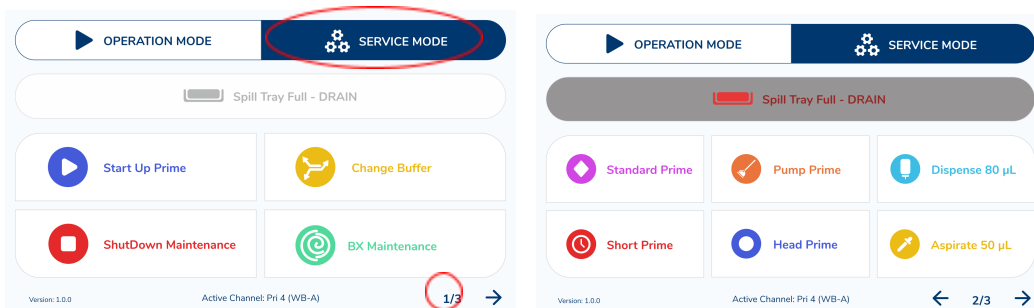 OPERATION MODE
SERVICE MODE
Spill Tray Full - DRAIN
Start Up Prime
Change Buffer
ShutDown Maintenance
BX Maintenance
Version: 1.0.0
Active Channel: Pri 4 (WB-A)
1/3
OPERATION MODE
SERVICE MODE
Spill Tray Full - DRAIN
Standard Prime
Pump Prime
Dispense 80 µL
Short Prime
Head Prime
Aspirate 50 µL
Version: 1.0.0
Active Channel: Pri 4 (WB-A)
2/3